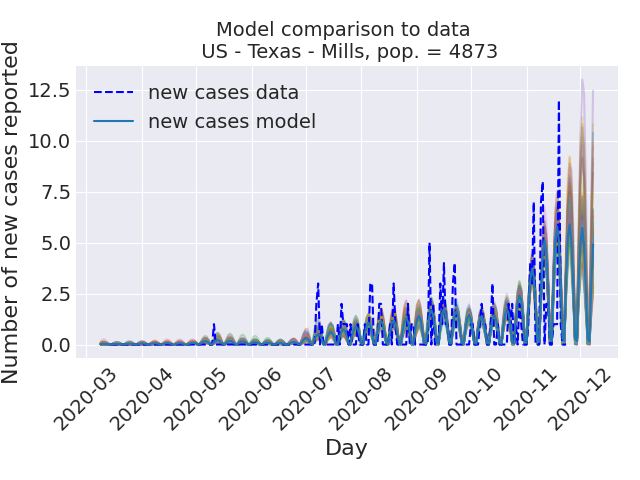 Model comparison to data
US - Texas - Mills, pop. = 4873
Number of new cases reported
12.5
10.0
7.5
5.0
2.5
0.0
new cases data
new cases model
2020-03
2020-04
2020-05
2020-06
2020-07
2020-08
2020-09
2020-10
2020-11
2020-12
Day